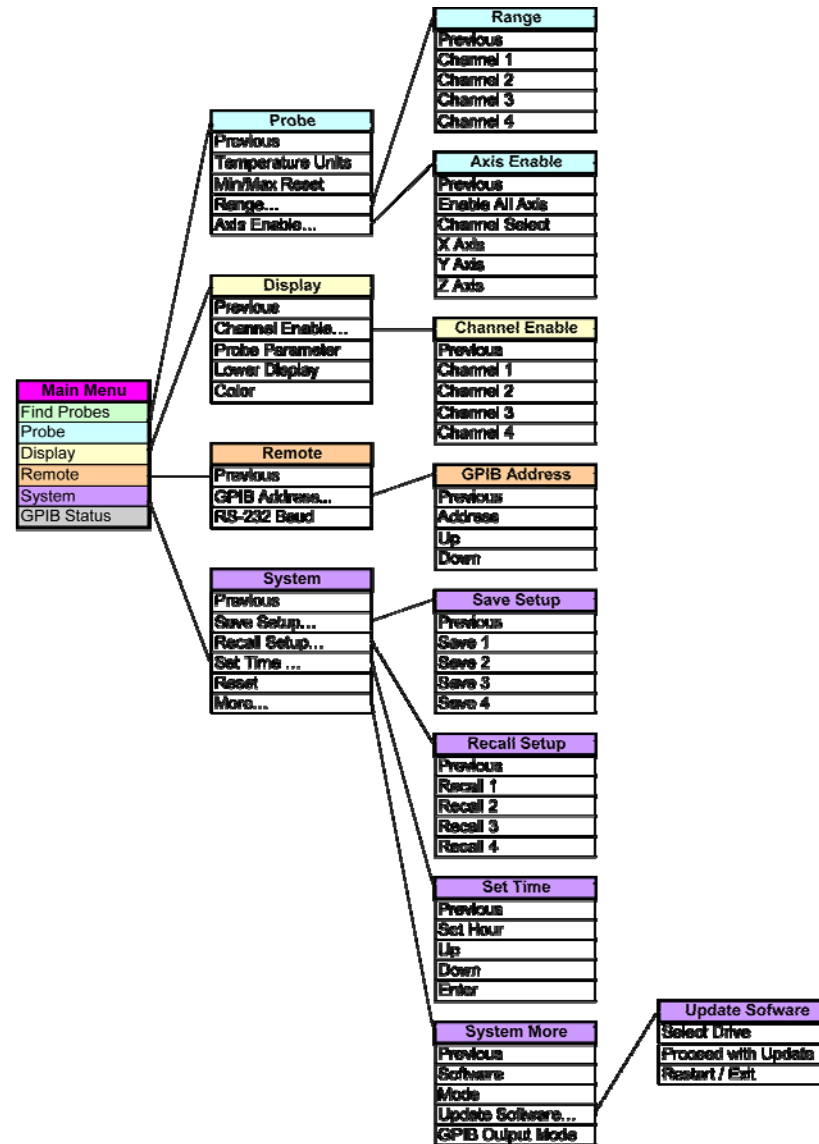 Main Menu
Find Probes
Probe
Display
Remote
System
GPIB Status
Probe
Previous
Temperature Units
Min/Max Reset
Range...
Axis Enable...
Display
Previous
Channel Enable...
Probe Parameter
Lower Display
Color
Remote
Previous
GPIB Address...
RS-232 Baud
System
Previous
Save Setup...
Recall Setup...
Set Time ...
Reset
More...
Range
Previous
Channel 1
Channel 2
Channel 3
Channel 4
Axis Enable
Previous
Enable All Axis
Channel Select
X Axis
Y Axis
Z Axis
Channel Enable
Previous
Channel 1
Channel 2
Channel 3
Channel 4
GPIB Address
Previous
Address
Up
Down
Save Setup
Previous
Save 1
Save 2
Save 3
Save 4
Recall Setup
Previous
Recall 1
Recall 2
Recall 3
Recall 4
Set Time
Previous
Set Hour
Up
Down
Enter
System More
Previous
Software
Mode
Update Software...
GPIB Output Mode
Update Sofware
Select Drive
Proceed with Update
Restart / Exit